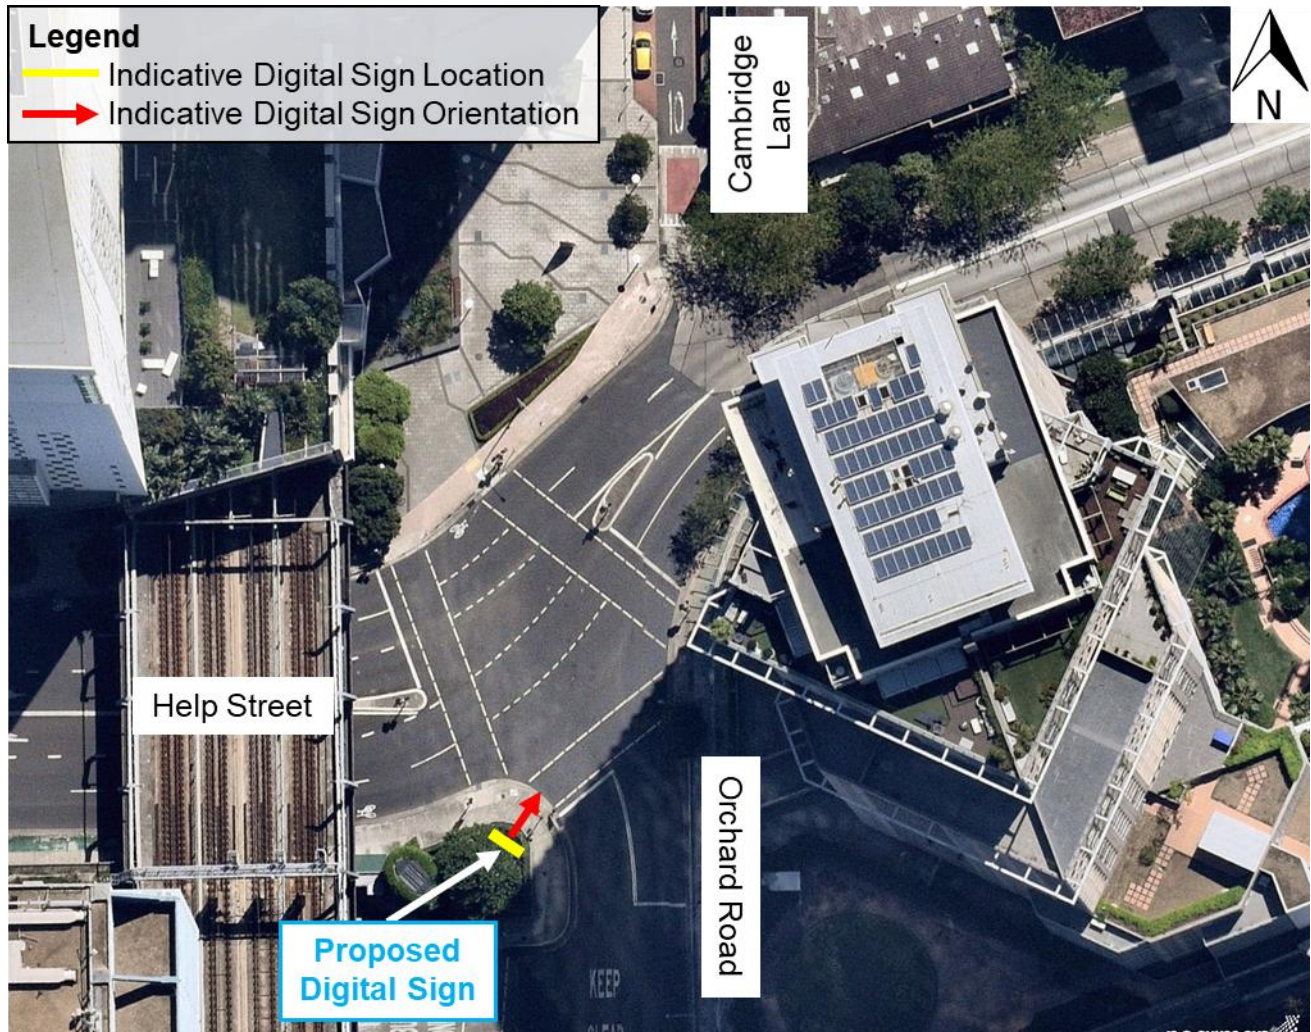 Legend
Indicative Digital Sign Location
Indicative Digital Sign Orientation
Cambridge
Lane
N
Help Street
Orchard Road
Proposed
Digital Sign
KEEP
CLEAR